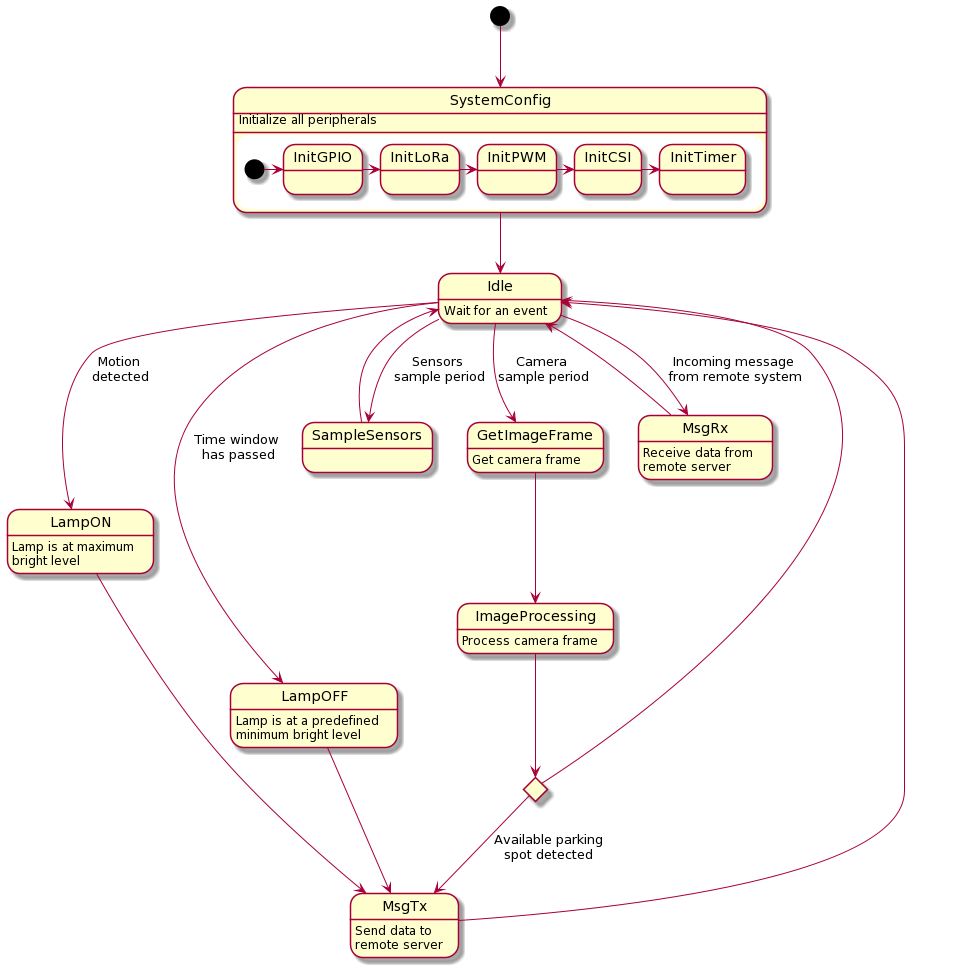 SystemConfig
Initialize all peripherals
InitGPIO
InitLoRa
InitPWM
InitCSI
InitTimer
Idle
Wait for an event
Motion
detected
Time window
has passed
Sensors
sample period
Camera
sample period
Incoming message
from remote system
SampleSensors
GetImageFrame
Get camera frame
MsgRx
Receive data from
remote server
LampON
Lamp is at maximum
bright level
ImageProcessing
Process camera frame
LampOFF
Lamp is at a predefined
minimum bright level
Available parking
spot detected
MsgTx
Send data to
remote server